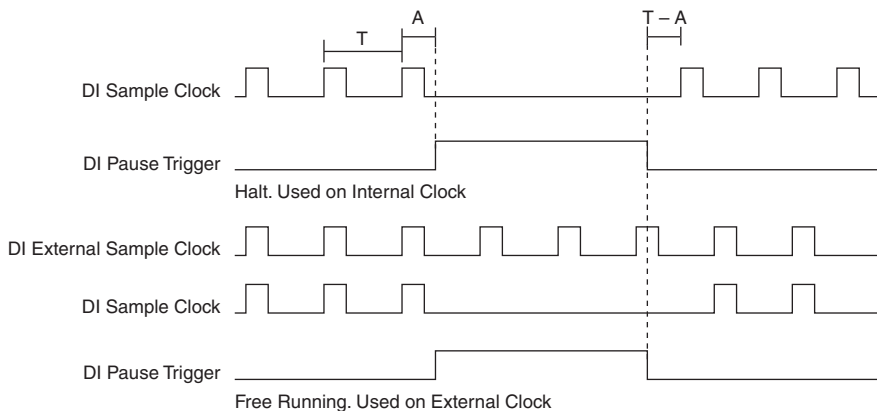 A
T – A
T
DI Sample Clock
DI Pause Trigger
Halt. Used on Internal Clock
DI External Sample Clock
DI Sample Clock
DI Pause Trigger
Free Running. Used on External Clock